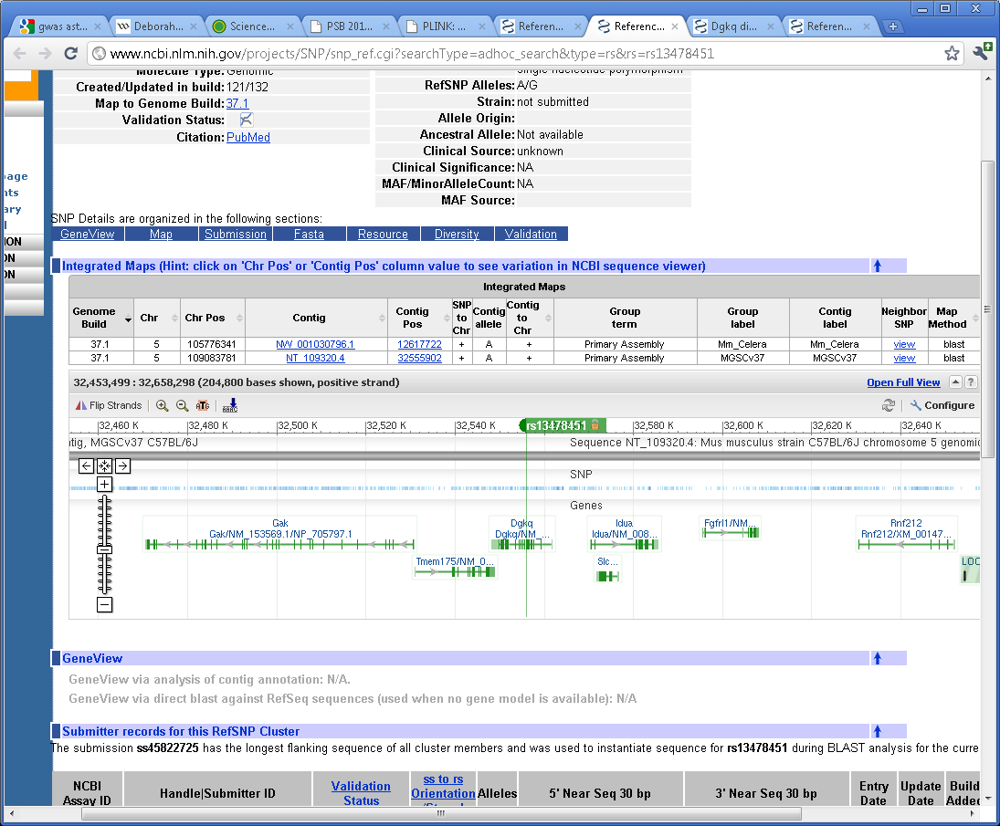 gwas ast...
Deborah...
Science...
PSB 201...
PLINK: ...
Referen...
Referenc...
Dgkq di...
Referen...
www.ncbi.nlm.nih.gov/projects/SNP/snp_ref.cgi?searchType=adhoc_search&type=rs&rs=rs13478451
Molecule Type: Genomic
Created/Updated in build: 121/132
Map to Genome Build: 37.1
Validation Status:
Citation: PubMed
single nucleotide polymorphism
RefSNP Alleles: A/G
Strain: not submitted
Allele Origin:
Ancestral Allele: Not available
Clinical Source: unknown
Clinical Significance: NA
MAF/MinorAlleleCount: NA
MAF Source:
page
nts
ary
ION
ON
ON
SNP Details are organized in the following sections:
GeneView Map Submission Fasta Resource Diversity Validation
Integrated Maps (Hint: click on 'Chr Pos' or 'Contig Pos' column value to see variation in NCBI sequence viewer)
Integrated Maps
Genome Build Chr Chr Pos Contig Contig Pos SNP to Chr Contig allele Contig to Chr Group term Group label Contig label Neighbor SNP Map Method
37.1 5 105776341 NW_001030796.1 12617722 + A + Primary Assembly Mm_Celera Mm_Celera view blast
37.1 5 109083781 NT_109320.4 32555902 + A + Primary Assembly MGSCv37 MGSCv37 view blast
32,453,499 : 32,658,298 (204,800 bases shown, positive strand)
Open Full View ?
Flip Strands ATG Configure
32,460 K 32,480 K 32,500 K 32,520 K 32,540 K rs13478451 32,580 K 32,600 K 32,620 K 32,640 K
ntig, MGSCv37 C57BL/6J Sequence NT_109320.4: Mus musculus strain C57BL/6J chromosome 5 genomic
SNP
Genes
Gak Dgkq Idua Fgfrl1/NM... Rnf212
Gak/NM_153569.1/NP_705797.1 Dgkq/NM_... Idua/NM_008... Rnf212/XM_00147...
Tmem175/NM_0... Slc... LOC
GeneView
GeneView via analysis of contig annotation: N/A.
GeneView via direct blast against RefSeq sequences (used when no gene model is available): N/A
Submitter records for this RefSNP Cluster
The submission ss45822725 has the longest flanking sequence of all cluster members and was used to instantiate sequence for rs13478451 during BLAST analysis for the curre
NCBI Assay ID Handle|Submitter ID Validation Status ss to rs Orientation Alleles 5' Near Seq 30 bp 3' Near Seq 30 bp Entry Date Update Date Build Added